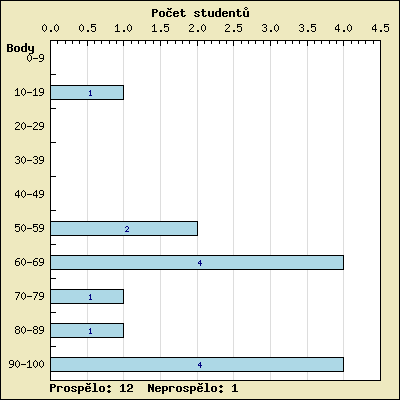 Počet studentů
0.0 0.5 1.0 1.5 2.0 2.5 3.0 3.5 4.0 4.5
Body
0-9
10-19 1
20-29
30-39
40-49
50-59 2
60-69 4
70-79 1
80-89 1
90-100 4
Prospělo: 12 Neprospělo: 1